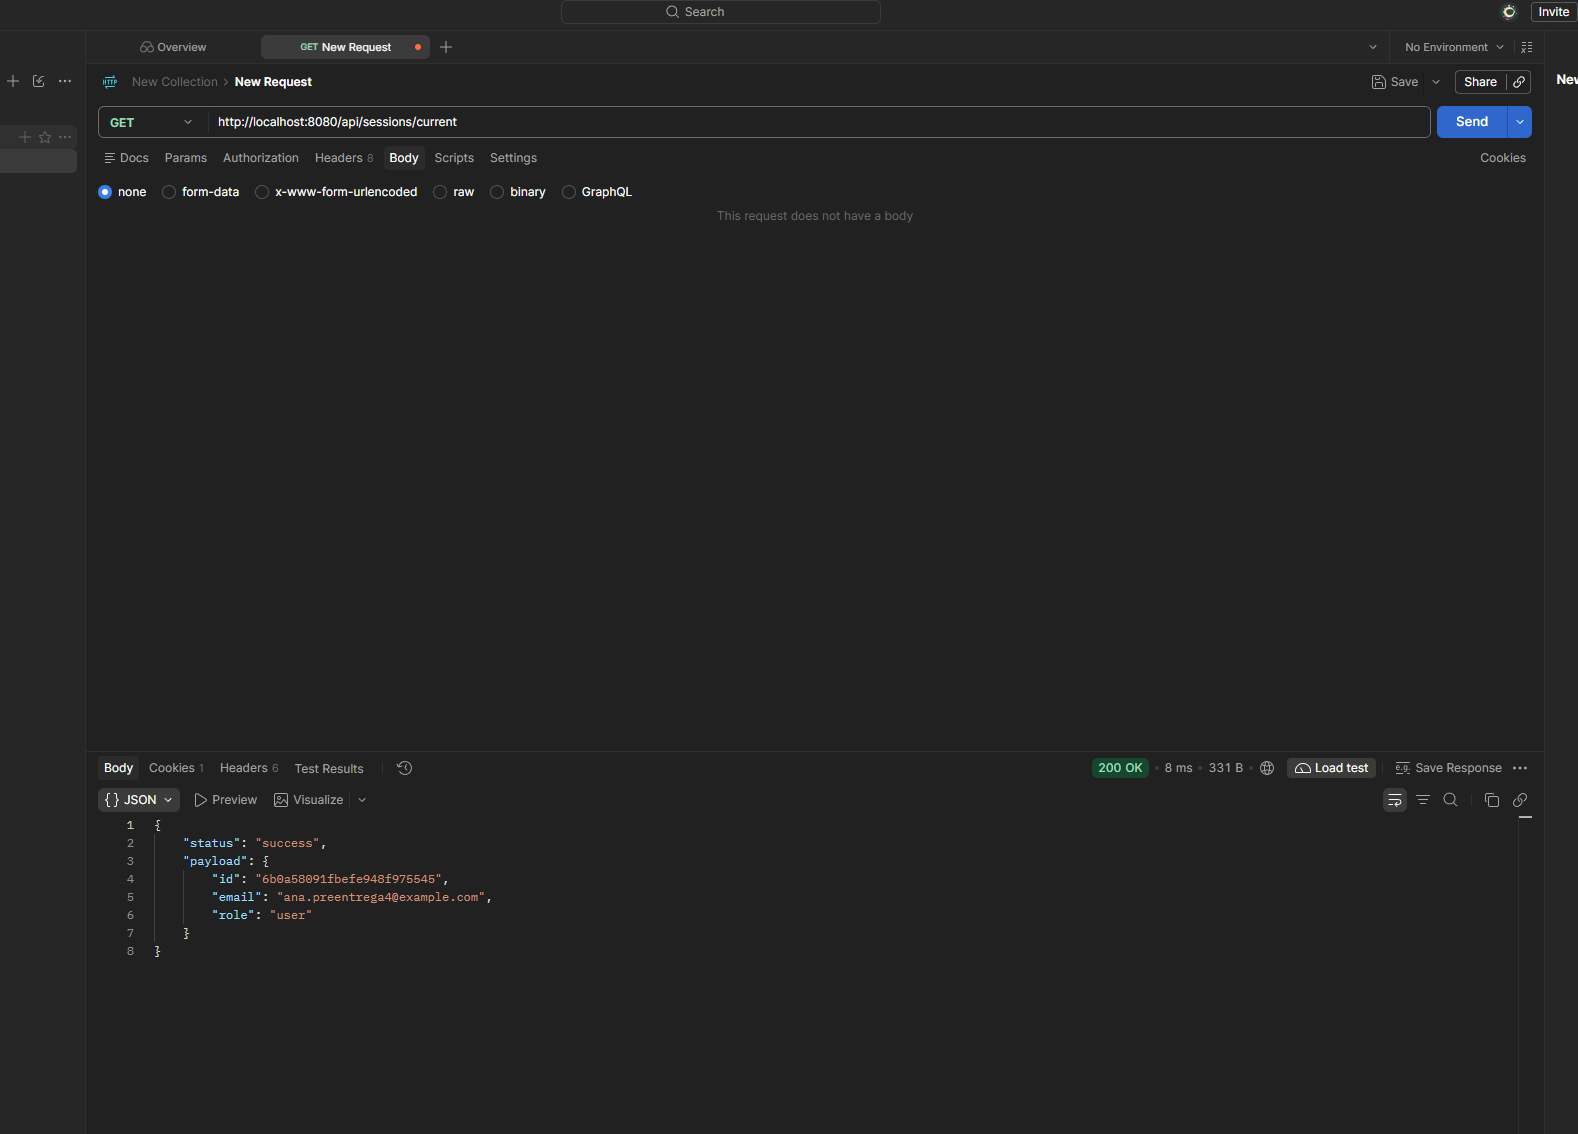 Search
Invite
Overview
GET New Request
No Environment
HTTP New Collection > New Request
Save
Share
New
GET
http://localhost:8080/api/sessions/current
Send
Docs Params Authorization Headers 8 Body Scripts Settings
Cookies
none form-data x-www-form-urlencoded raw binary GraphQL
This request does not have a body
Body Cookies 1 Headers 6 Test Results
200 OK • 8 ms • 331 B •
Load test
e.g. Save Response
{} JSON Preview Visualize
1 {
2 "status": "success",
3 "payload": {
4 "id": "6b0a58091fbefe948f975545",
5 "email": "ana.preentrega4@example.com",
6 "role": "user"
7 }
8 }